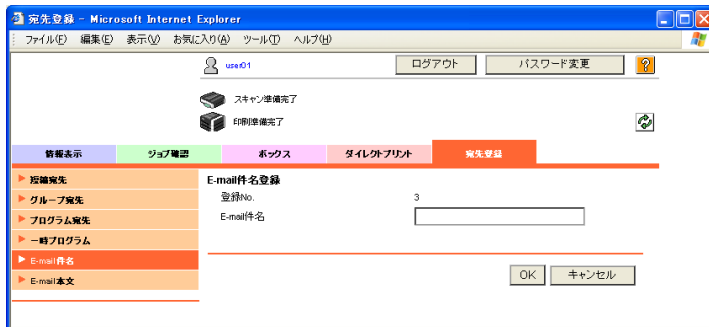 宛先登録 - Microsoft Internet Explorer
ファイル(F) 編集(E) 表示(V) お気に入り(A) ツール(T) ヘルプ(H)
user01 ログアウト パスワード変更 ?
スキャン準備完了
印刷準備完了
情報表示 ジョブ確認 ボックス ダイレクトプリント 宛先登録
短縮宛先
グループ宛先
プログラム宛先
一時プログラム
E-mail件名
E-mail本文
E-mail件名登録
登録No. 3
E-mail件名
OK キャンセル